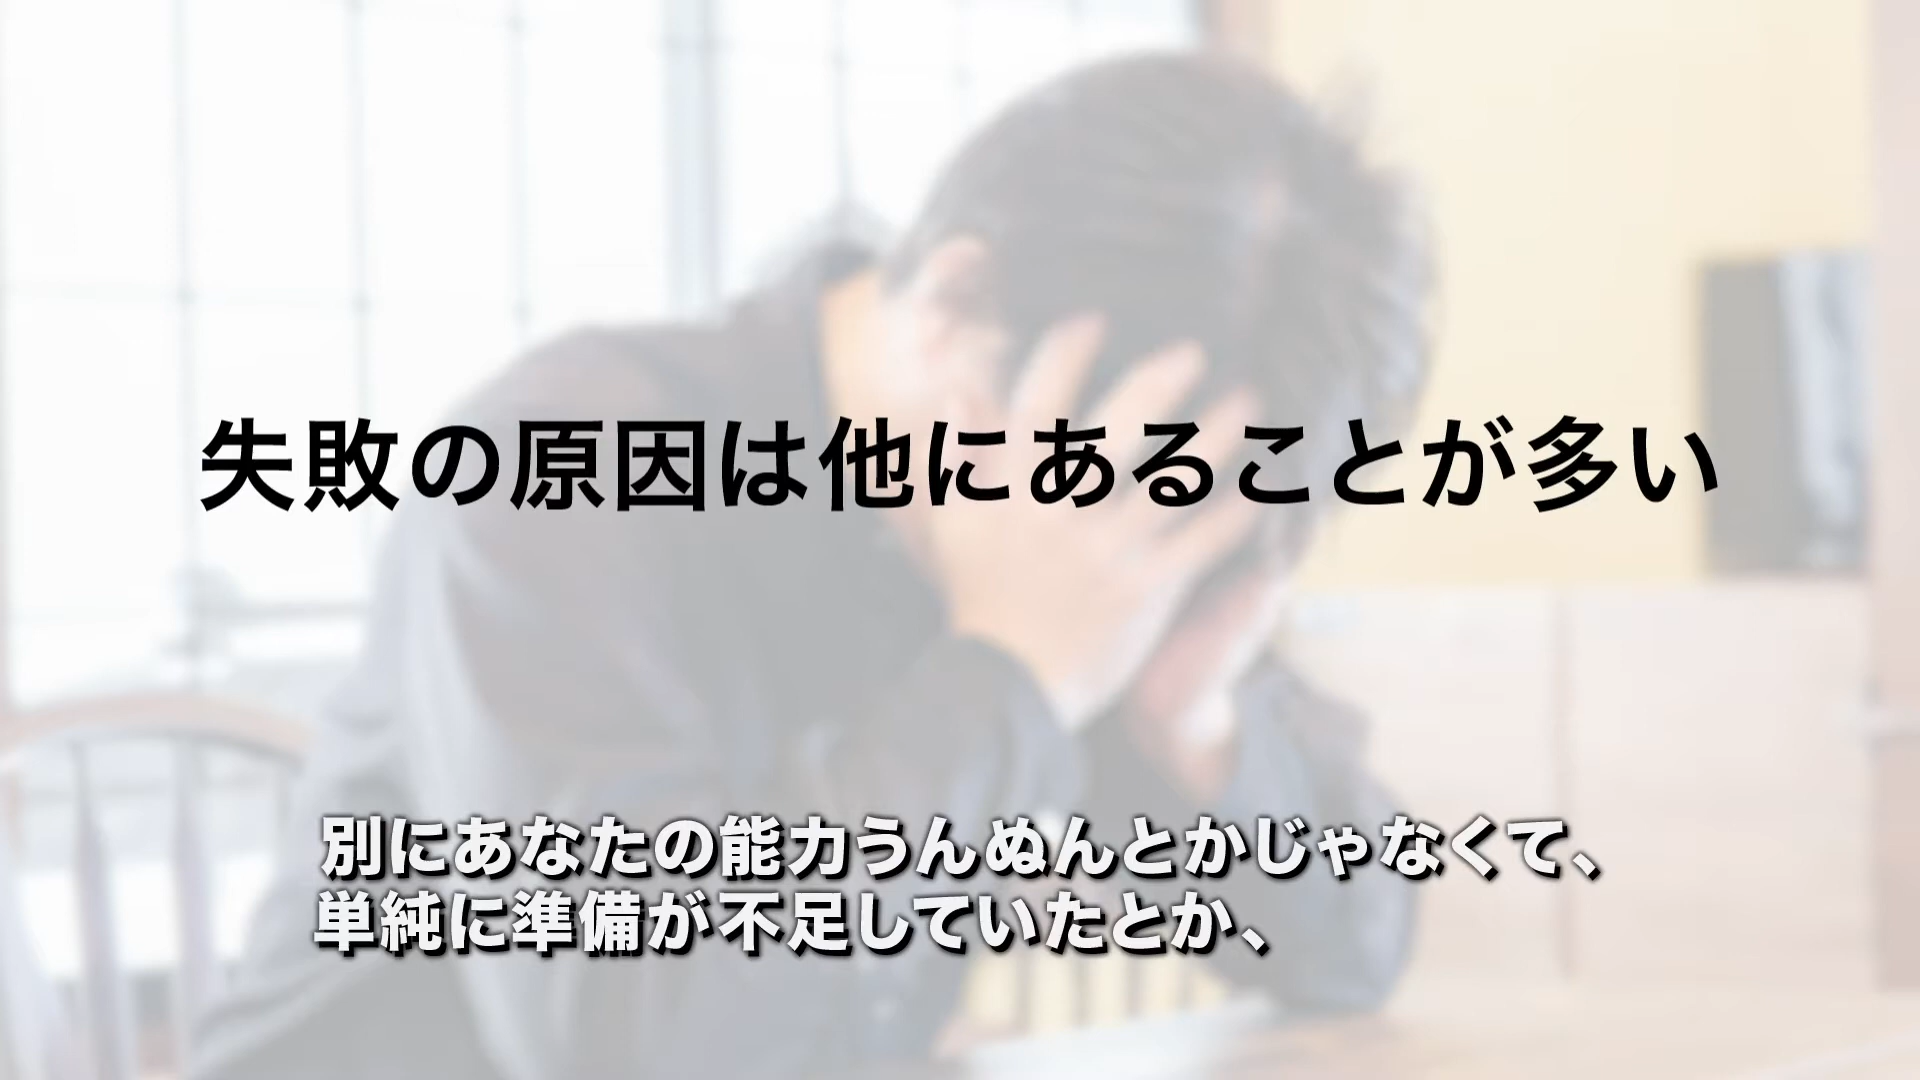 失敗の原因は他にあることが多い
別にあなたの能力うんぬんとかじゃなくて、
単純に準備が不足していたとか、